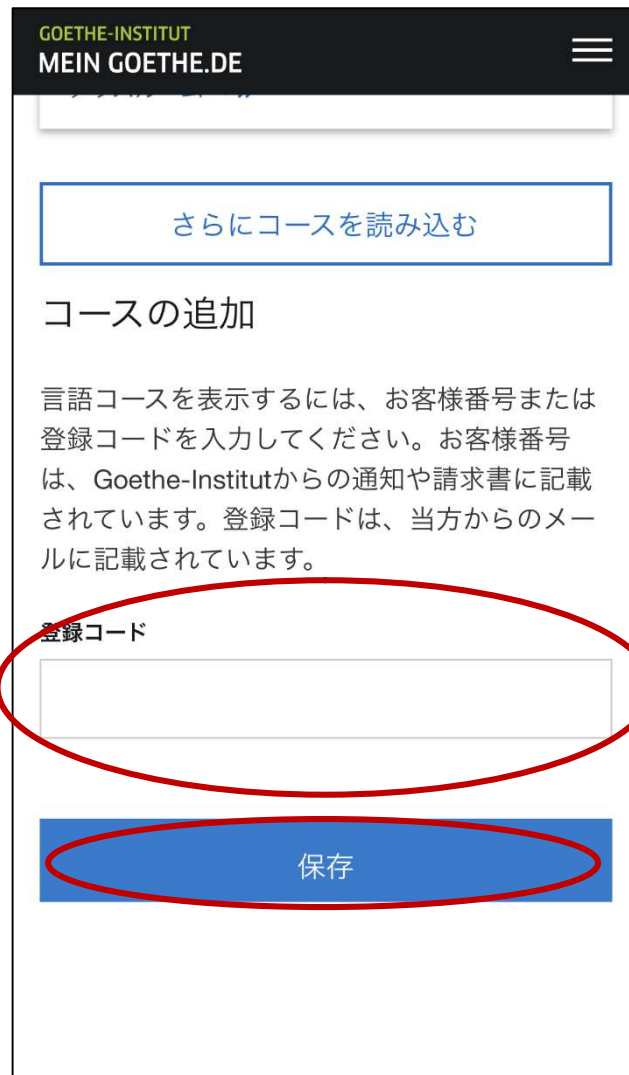 GOETHE-INSTITUT
MEIN GOETHE.DE
さらにコースを読み込む
コースの追加
言語コースを表示するには、お客様番号または
登録コードを入力してください。お客様番号
は、Goethe-Institutからの通知や請求書に記載
されています。登録コードは、当方からのメー
ルに記載されています。
登録コード
保存